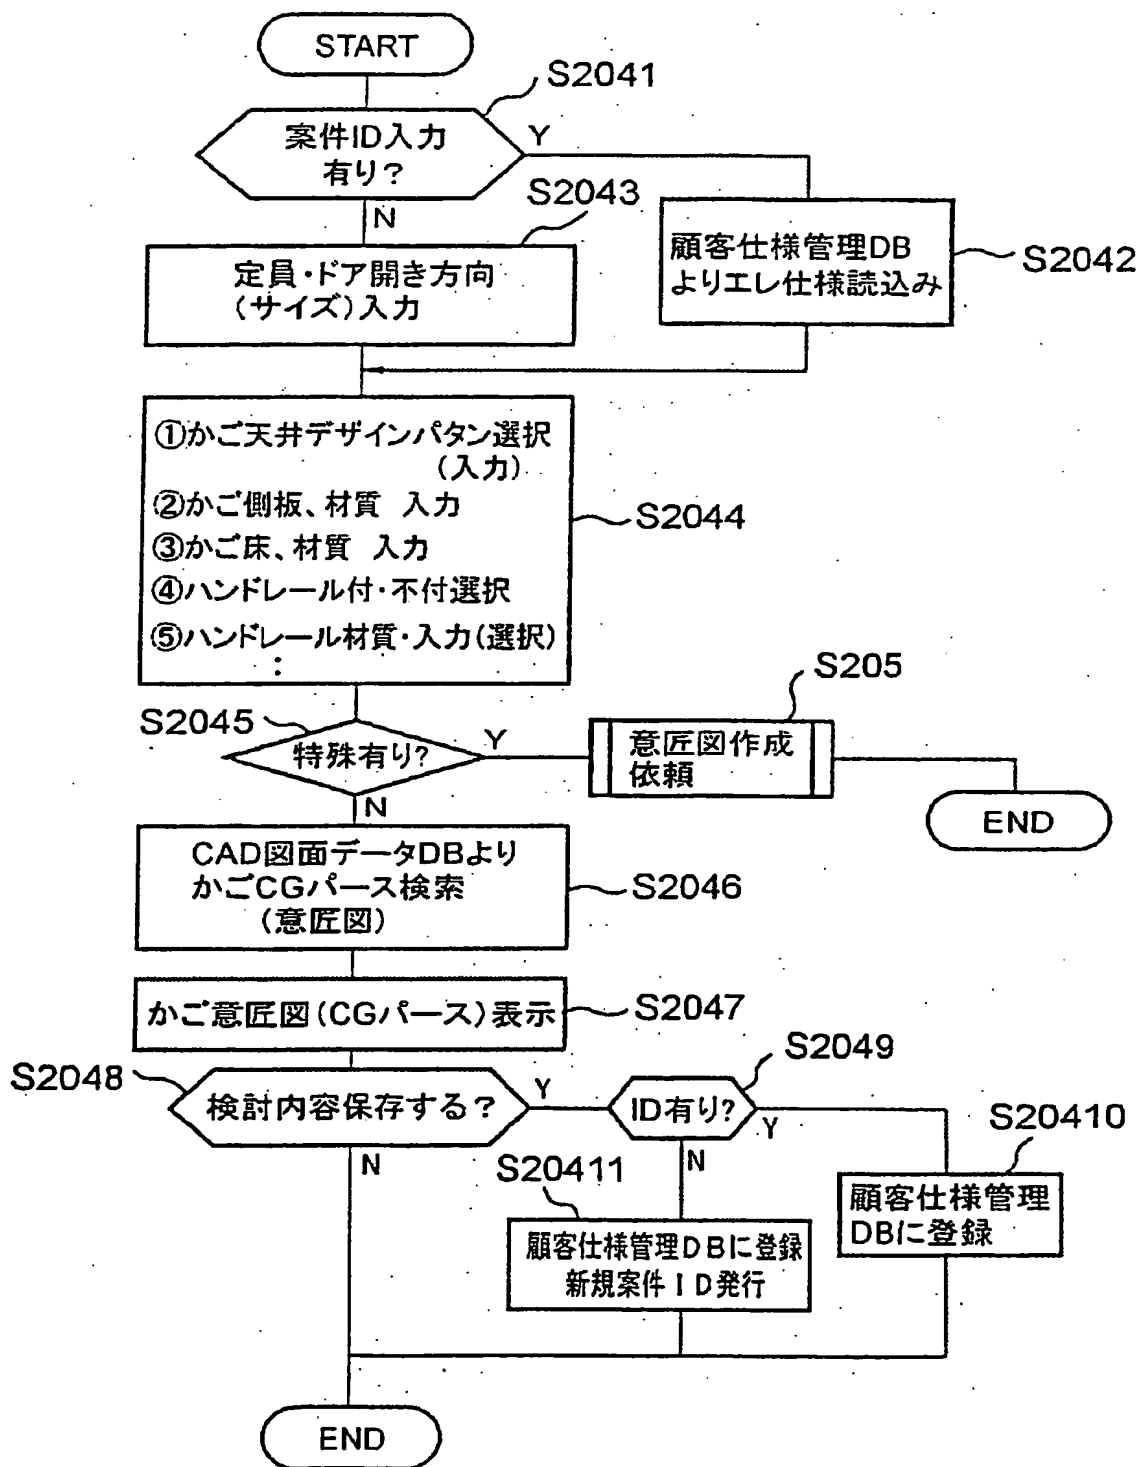 START
S2041
案件ID入力
有り?
Y
N
S2043
定員・ドア開き方向
(サイズ)入力
顧客仕様管理DB
よりエレ仕様読込み
S2042
①かご天井デザインパタン選択
(入力)
②かご側板、材質 入力
③かご床、材質 入力
④ハンドレール付・不付選択
⑤ハンドレール材質・入力(選択)
:
S2044
S2045
特殊有り?
Y
N
S205
意匠図作成
依頼
END
CAD図面データDBより
かごCGパース検索
(意匠図)
S2046
かご意匠図(CGパース)表示
S2047
S2048
検討内容保存する?
Y
N
S2049
ID有り?
Y
N
S20410
顧客仕様管理
DBに登録
S20411
顧客仕様管理DBに登録
新規案件ID発行
END